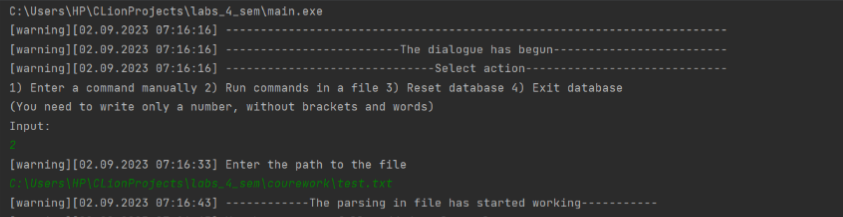 C:\Users\HP\CLionProjects\labs_4_sem\main.exe
[warning][02.09.2023 07:16:16] ------------------------------------------------------------------------
[warning][02.09.2023 07:16:16] -------------------------The dialogue has begun-------------------------
[warning][02.09.2023 07:16:16] ------------------------------Select action-----------------------------
1) Enter a command manually 2) Run commands in a file 3) Reset database 4) Exit database
(You need to write only a number, without brackets and words)
Input:
2
[warning][02.09.2023 07:16:33] Enter the path to the file
C:\Users\HP\CLionProjects\labs_4_sem\courework\test.txt
[warning][02.09.2023 07:16:43] ------------The parsing in file has started working-----------